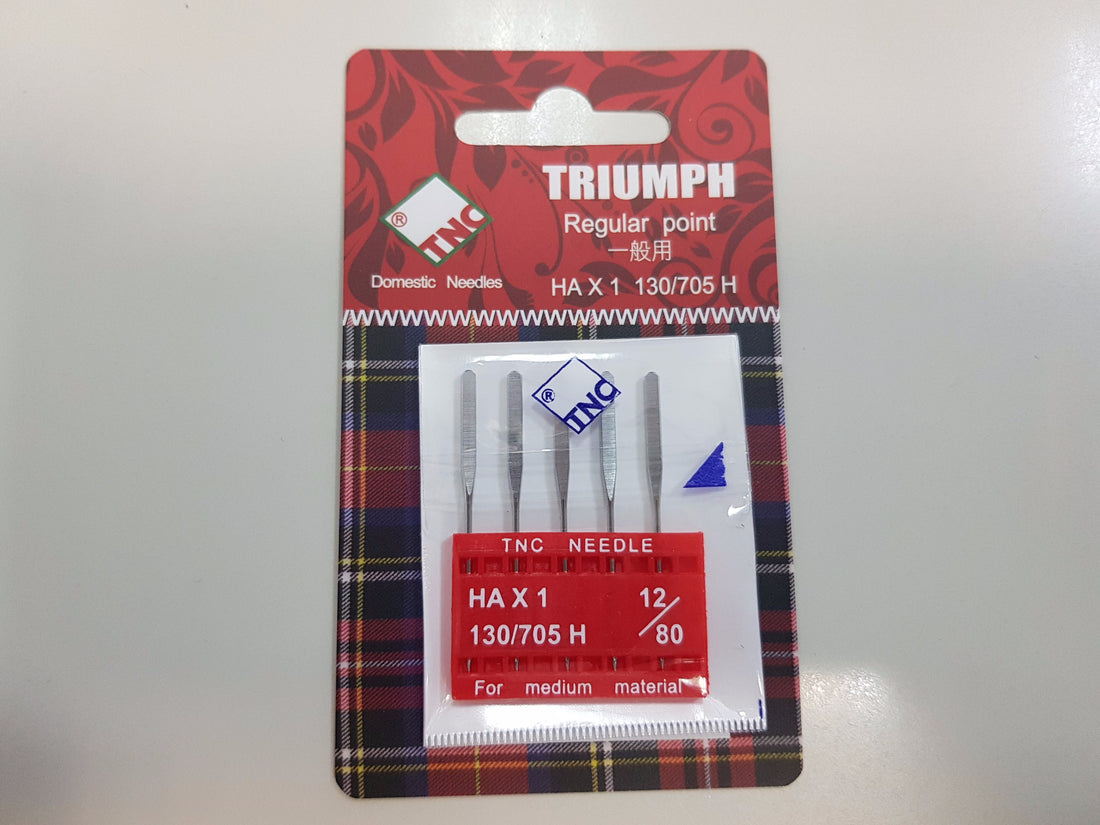 TRIUMPH
Regular point
一般用
HA X 1 130/705 H
® TNC
Domestic Needles
® TNC
TNC NEEDLE
HA X 1 12/80
130/705 H
For medium material